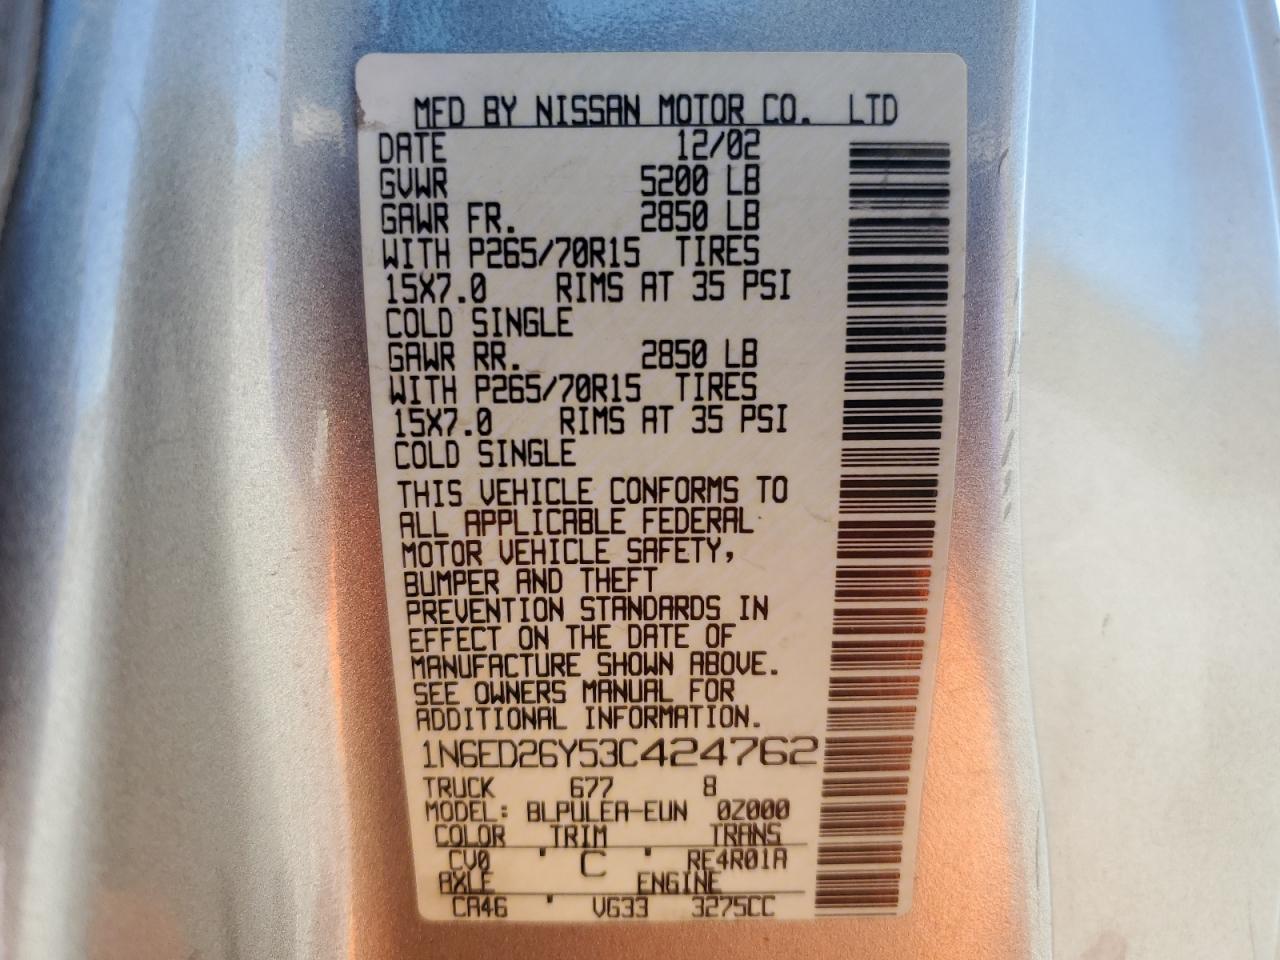 MFD BY NISSAN MOTOR CO. LTD
DATE 12/02
GVWR 5200 LB
GAWR FR. 2850 LB
WITH P265/70R15 TIRES
15X7.0 RIMS AT 35 PSI
COLD SINGLE
GAWR RR. 2850 LB
WITH P265/70R15 TIRES
15X7.0 RIMS AT 35 PSI
COLD SINGLE
THIS VEHICLE CONFORMS TO
ALL APPLICABLE FEDERAL
MOTOR VEHICLE SAFETY,
BUMPER AND THEFT
PREVENTION STANDARDS IN
EFFECT ON THE DATE OF
MANUFACTURE SHOWN ABOVE.
SEE OWNERS MANUAL FOR
ADDITIONAL INFORMATION.
1N6ED26Y53C424762
TRUCK 677 8
MODEL: BLPULEA-EUN 0Z000
COLOR TRIM TRANS
CV0 ' C ' RE4R01A
AXLE ENGINE
CA46 ' VG33 3275CC